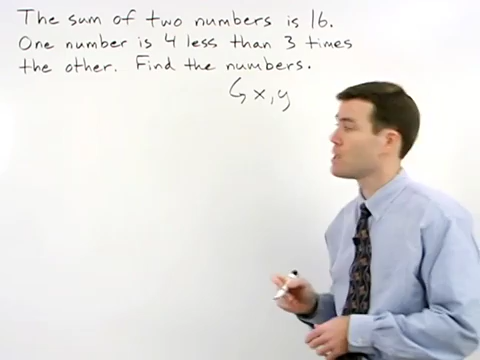 The sum of two numbers is 16.
One number is 4 less than 3 times
the other. Find the numbers.
x, y